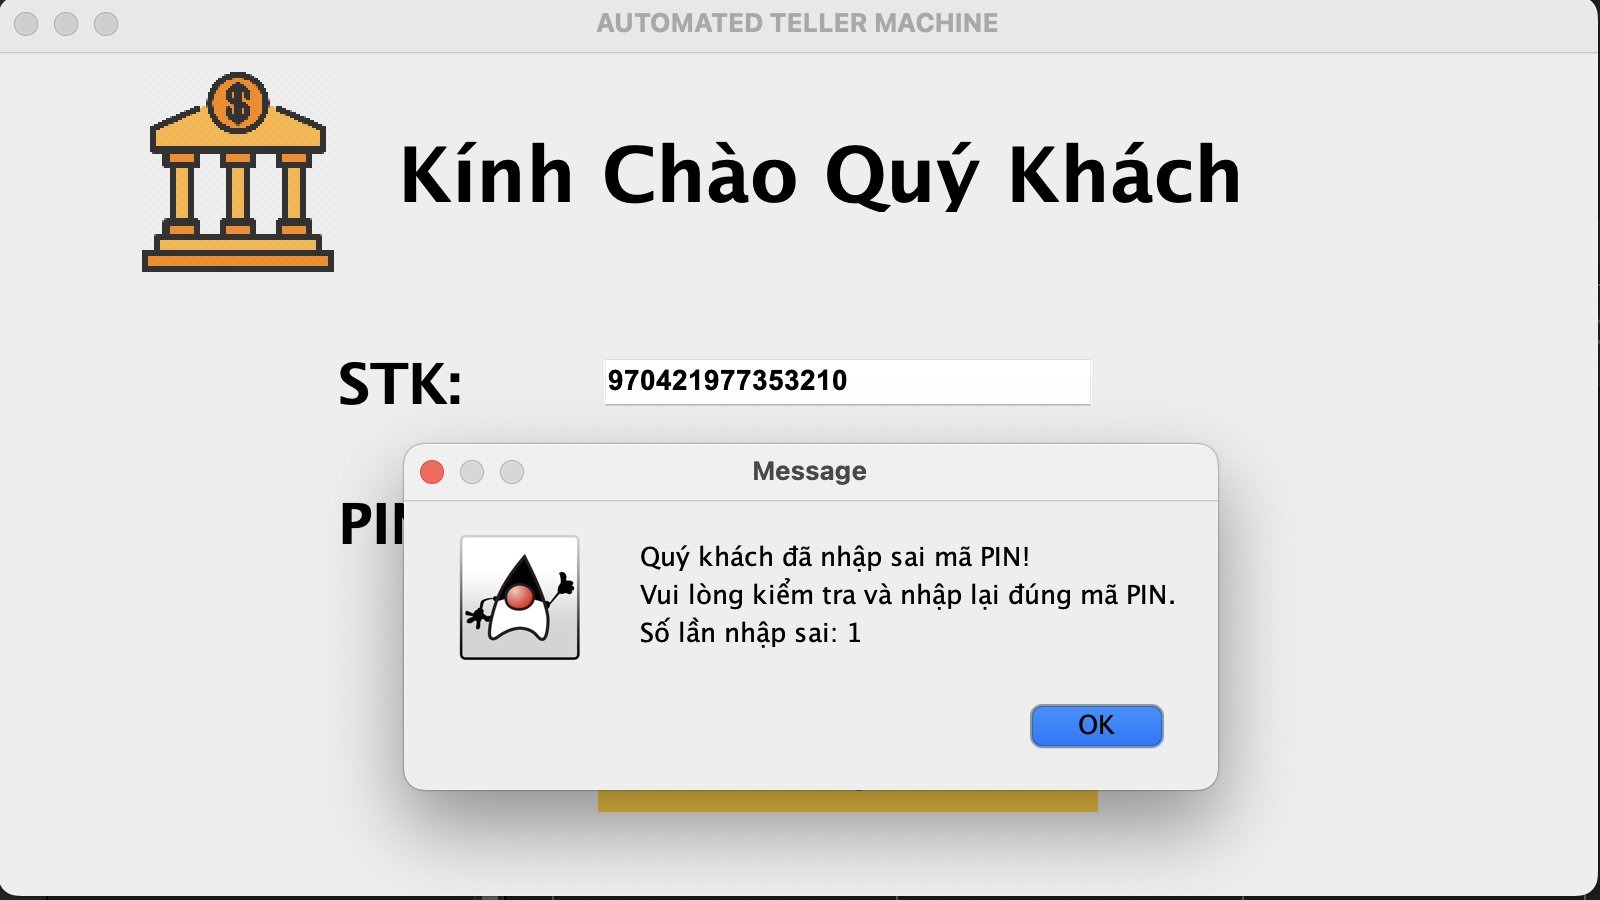 AUTOMATED TELLER MACHINE
$
Kính Chào Quý Khách
STK: 970421977353210
Message
Quý khách đã nhập sai mã PIN!
Vui lòng kiểm tra và nhập lại đúng mã PIN.
Số lần nhập sai: 1
OK